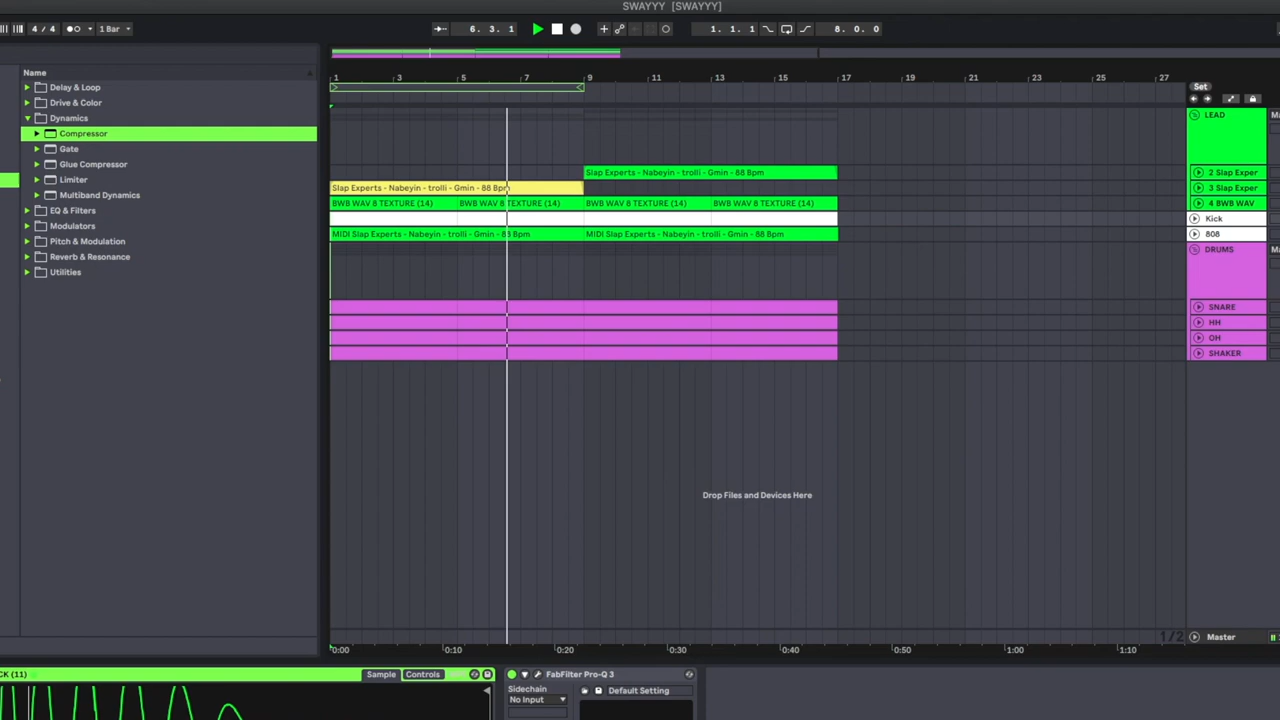 SWAYYY [SWAYYY]
4 / 4
1 Bar
6. 3. 1
1. 1. 1
8. 0. 0
Name
Delay & Loop
Drive & Color
Dynamics
Compressor
Gate
Glue Compressor
Limiter
Multiband Dynamics
EQ & Filters
Modulators
Pitch & Modulation
Reverb & Resonance
Utilities
1 3 5 7 9 11 13 15 17 19 21 23 25 27
Set
LEAD
Slap Experts - Nabeyin - trolli - Gmin - 88 Bpm
2 Slap Exper
Slap Experts - Nabeyin - trolli - Gmin - 88 Bpm
3 Slap Exper
BWB WAV 8 TEXTURE (14) BWB WAV 8 TEXTURE (14) BWB WAV 8 TEXTURE (14) BWB WAV 8 TEXTURE (14)
4 BWB WAV
Kick
MIDI Slap Experts - Nabeyin - trolli - Gmin - 88 Bpm MIDI Slap Experts - Nabeyin - trolli - Gmin - 88 Bpm
808
DRUMS
SNARE
HH
OH
SHAKER
Drop Files and Devices Here
1/2
Master
0:00 0:10 0:20 0:30 0:40 0:50 1:00 1:10
CK (11)
Sample
Controls
FabFilter Pro-Q 3
Sidechain
No Input
Default Setting